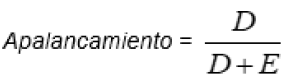 Apalancamiento = D / D + E